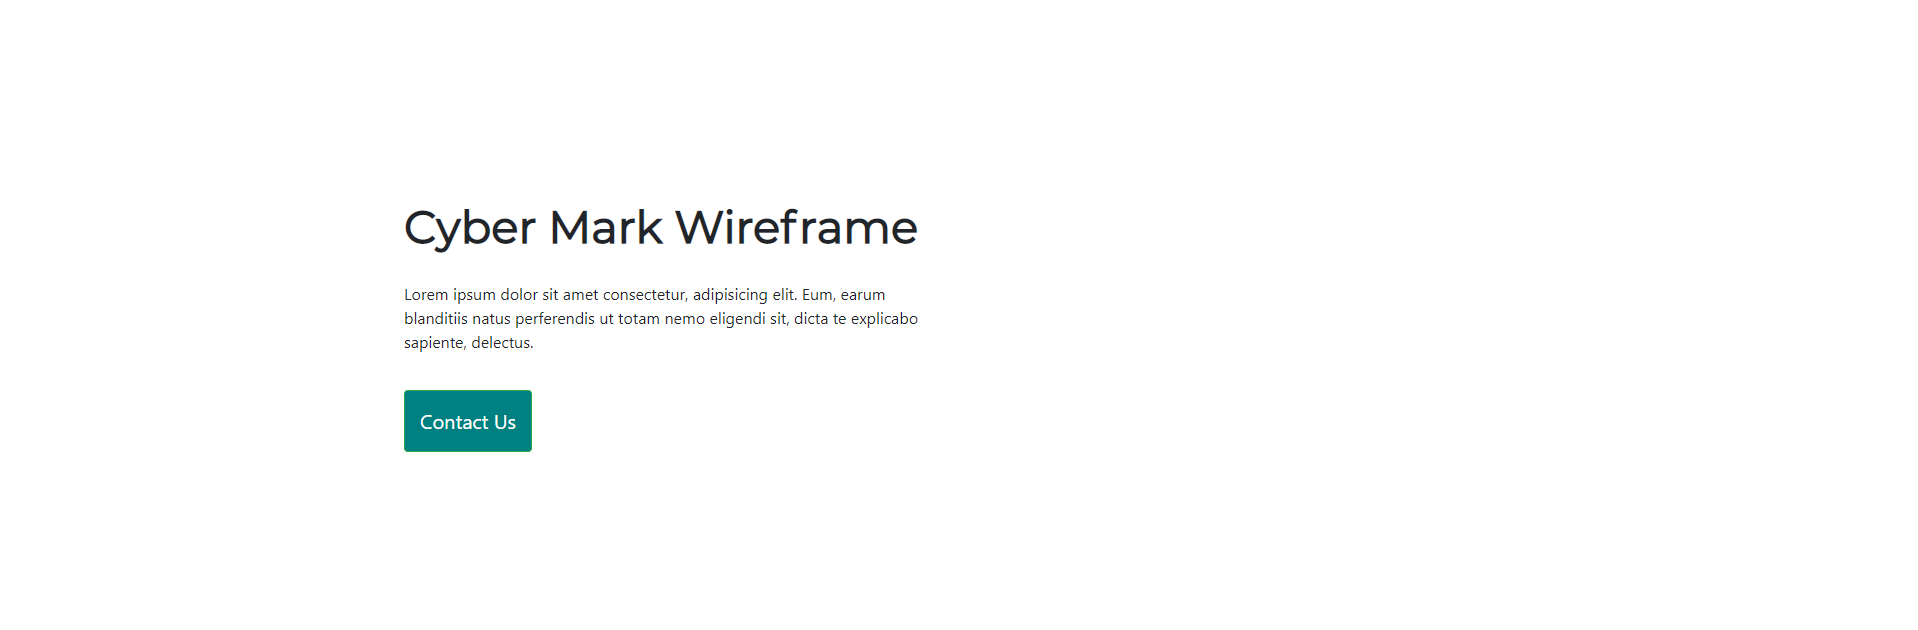 Cyber Mark Wireframe
Lorem ipsum dolor sit amet consectetur, adipisicing elit. Eum, earum
blanditiis natus perferendis ut totam nemo eligendi sit, dicta te explicabo
sapiente, delectus.
Contact Us